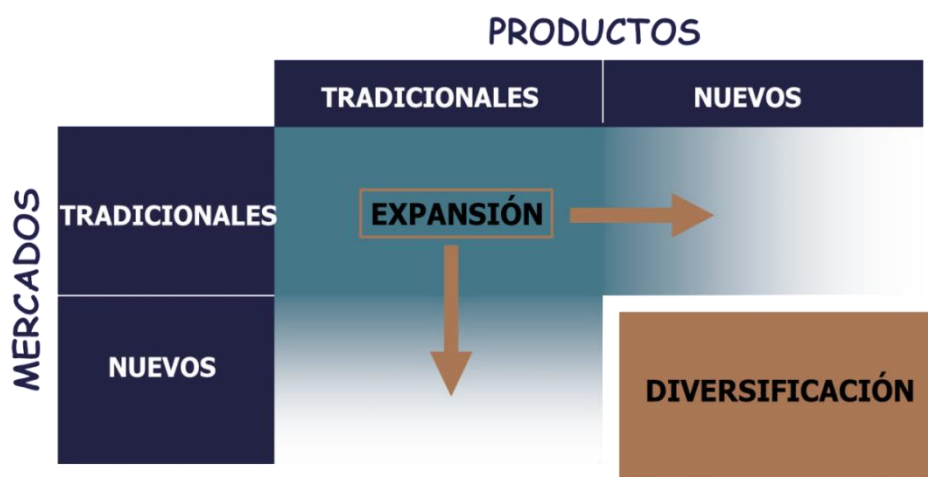 PRODUCTOS
TRADICIONALES NUEVOS
MERCADOS
TRADICIONALES
EXPANSIÓN
NUEVOS
DIVERSIFICACIÓN